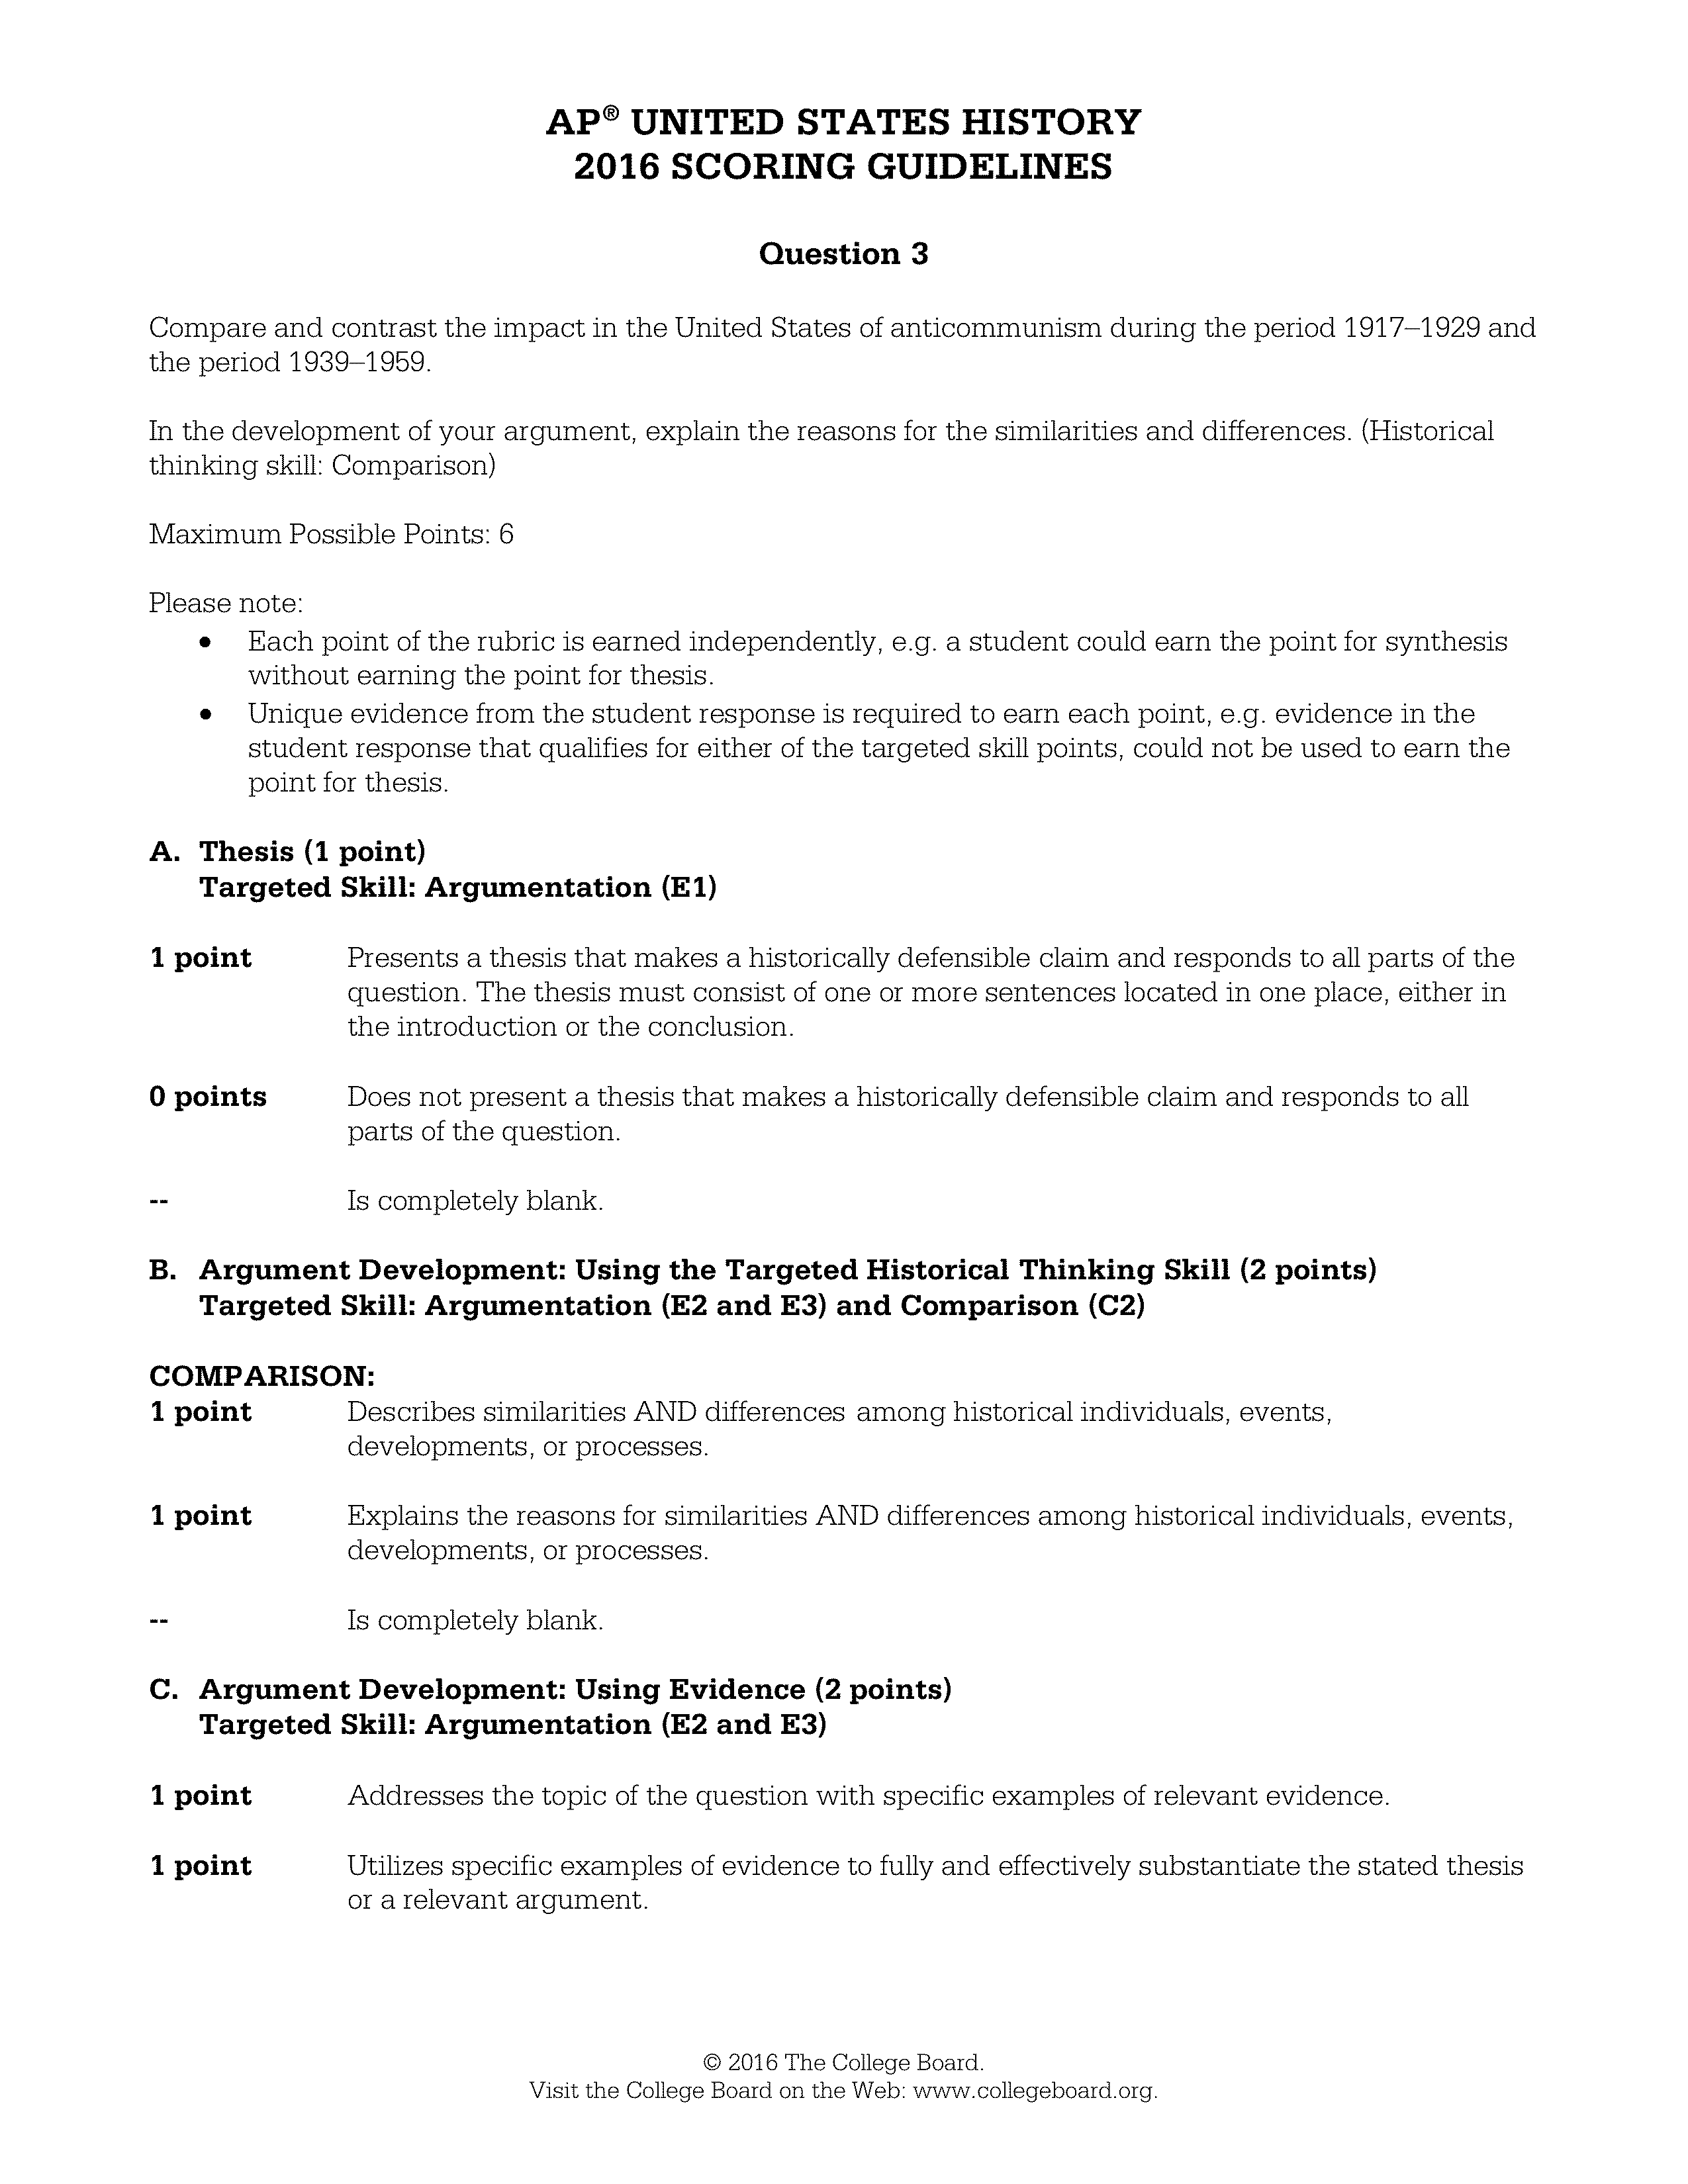 AP® UNITED STATES HISTORY
2016 SCORING GUIDELINES
Question 3
Compare and contrast the impact in the United States of anticommunism during the period 1917–1929 and
the period 1939–1959.
In the development of your argument, explain the reasons for the similarities and differences. (Historical
thinking skill: Comparison)
Maximum Possible Points: 6
Please note:
• Each point of the rubric is earned independently, e.g. a student could earn the point for synthesis
without earning the point for thesis.
• Unique evidence from the student response is required to earn each point, e.g. evidence in the
student response that qualifies for either of the targeted skill points, could not be used to earn the
point for thesis.
A. Thesis (1 point)
Targeted Skill: Argumentation (E1)
1 point Presents a thesis that makes a historically defensible claim and responds to all parts of the
question. The thesis must consist of one or more sentences located in one place, either in
the introduction or the conclusion.
0 points Does not present a thesis that makes a historically defensible claim and responds to all
parts of the question.
-- Is completely blank.
B. Argument Development: Using the Targeted Historical Thinking Skill (2 points)
Targeted Skill: Argumentation (E2 and E3) and Comparison (C2)
COMPARISON:
1 point Describes similarities AND differences among historical individuals, events,
developments, or processes.
1 point Explains the reasons for similarities AND differences among historical individuals, events,
developments, or processes.
-- Is completely blank.
C. Argument Development: Using Evidence (2 points)
Targeted Skill: Argumentation (E2 and E3)
1 point Addresses the topic of the question with specific examples of relevant evidence.
1 point Utilizes specific examples of evidence to fully and effectively substantiate the stated thesis
or a relevant argument.
© 2016 The College Board.
Visit the College Board on the Web: www.collegeboard.org.